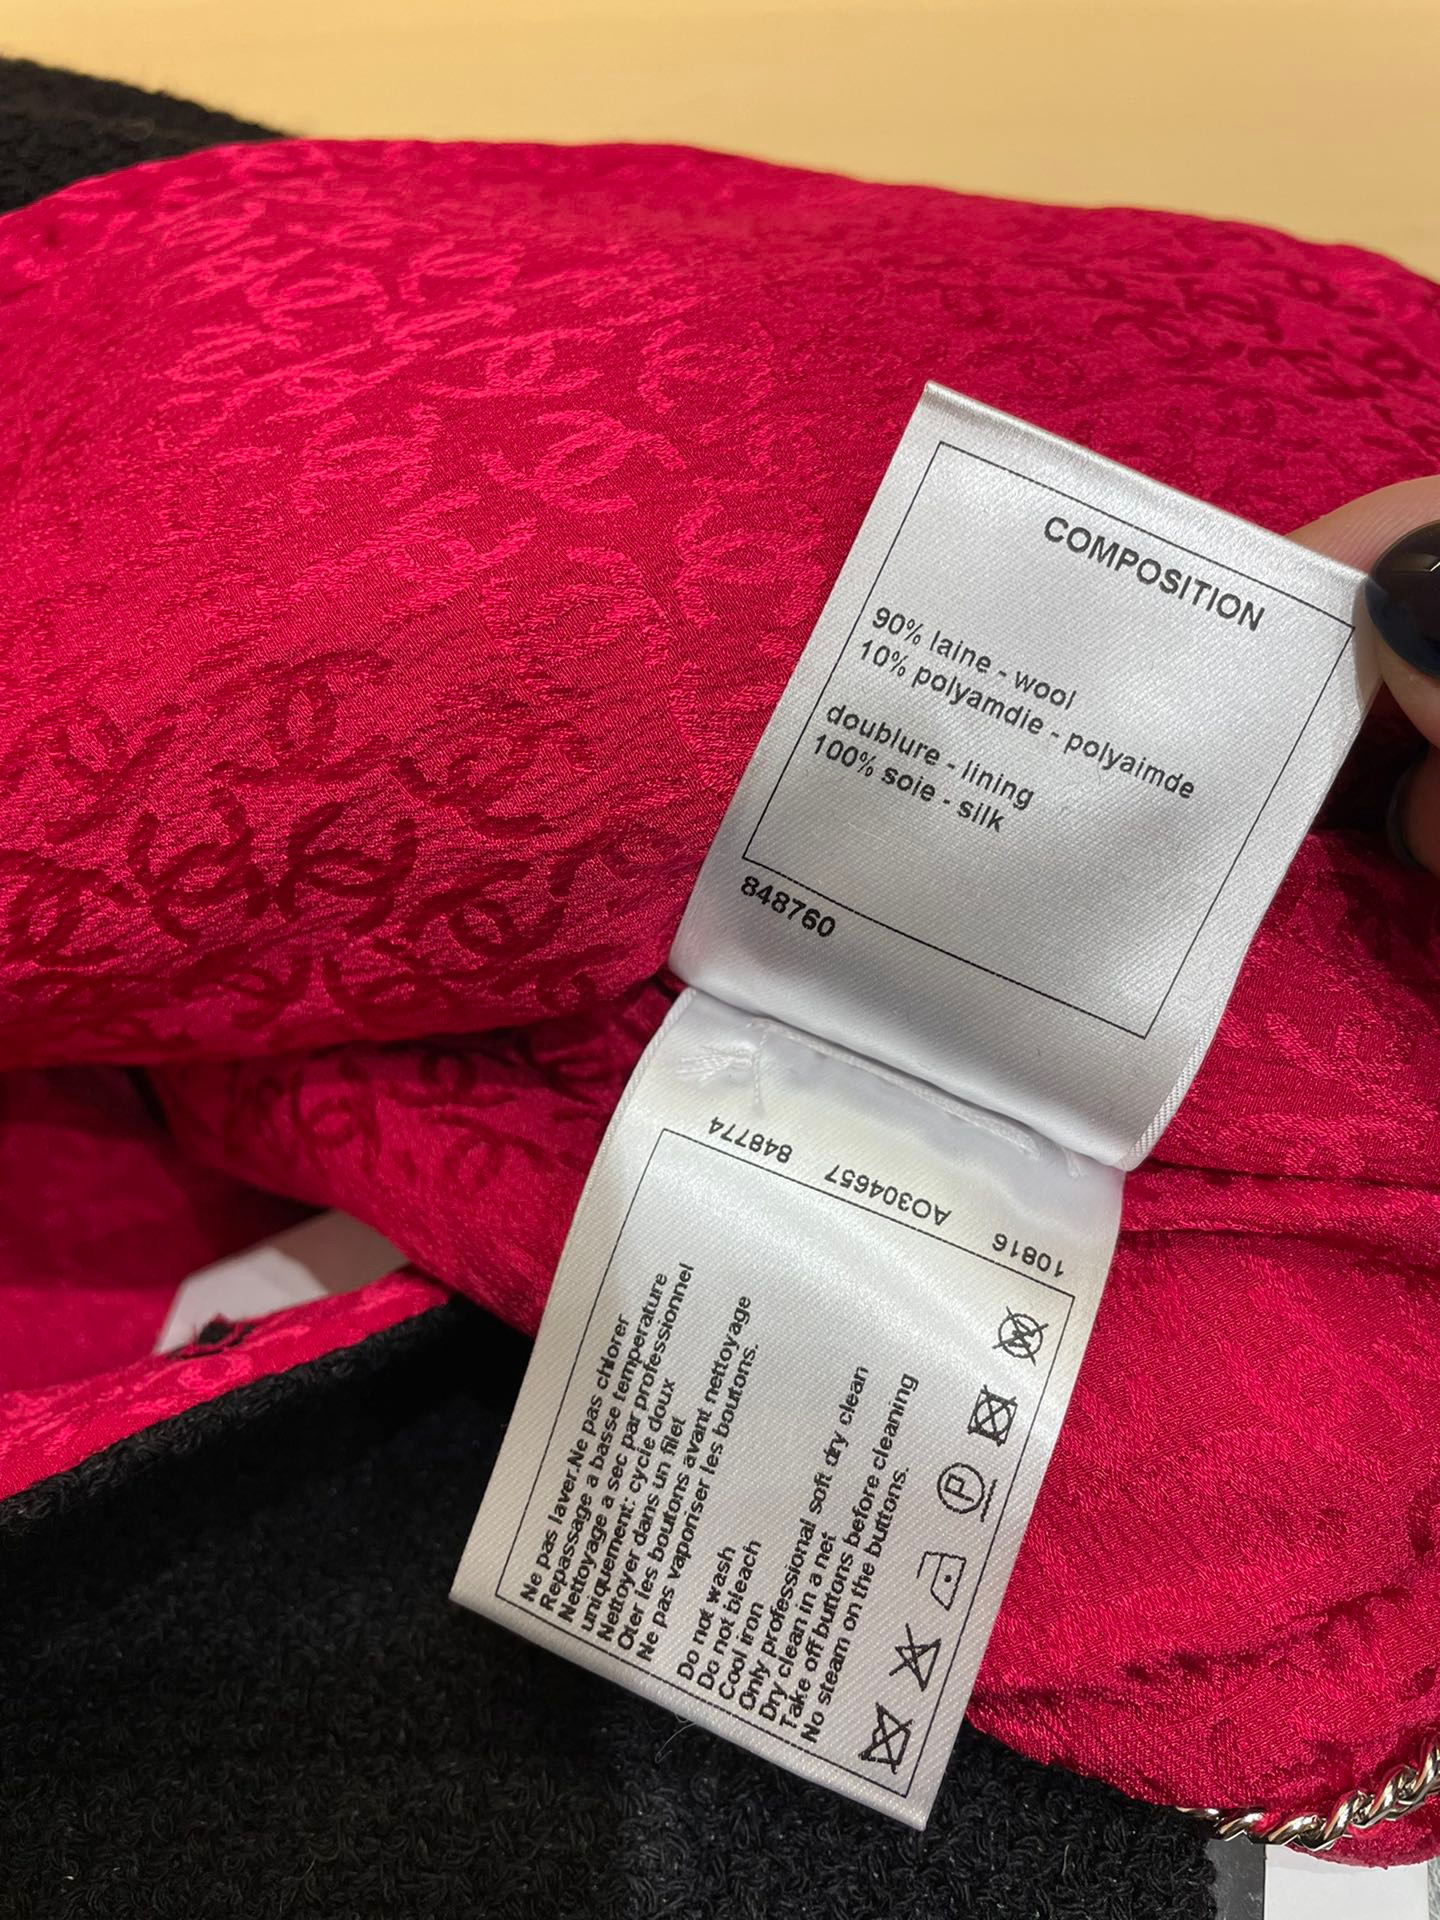 COMPOSITION
90% laine - wool
10% polyamdie - polyaimde
doublure - lining
100% soie - silk
848760
848774 AO304657 10816
Ne pas laver.Ne pas chlorer
Repassage a basse temperature
Nettoyage a sec par professionnel
uniquement: cycle doux
Nettoyer dans un filet
Oter les boutons avant nettoyage
Ne pas vaporiser les boutons.
Do not wash
Do not bleach
Cool iron
Only professional soft dry clean
Dry clean in a net
Take off buttons before cleaning
No steam on the buttons.
P